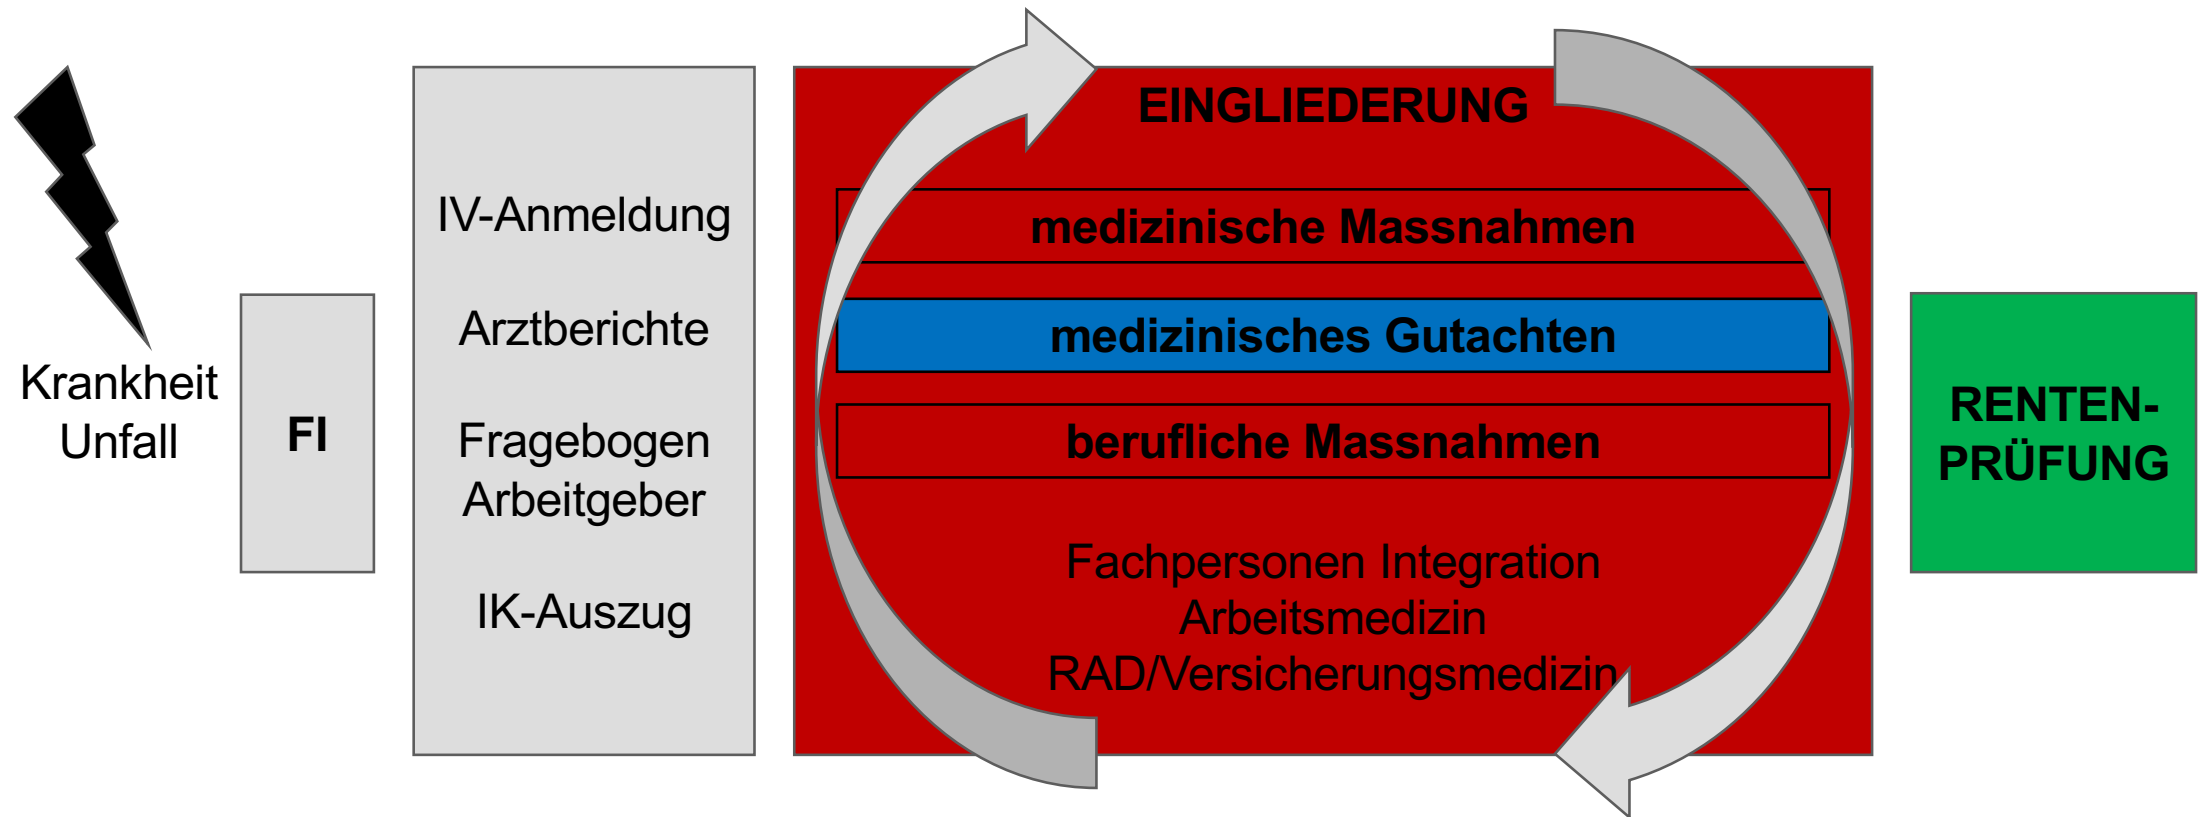 Krankheit
Unfall
FI
IV-Anmeldung
Arztberichte
Fragebogen
Arbeitgeber
IK-Auszug
EINGLIEDERUNG
medizinische Massnahmen
medizinisches Gutachten
berufliche Massnahmen
Fachpersonen Integration
Arbeitsmedizin
RAD/Versicherungsmedizin
RENTEN-
PRÜFUNG